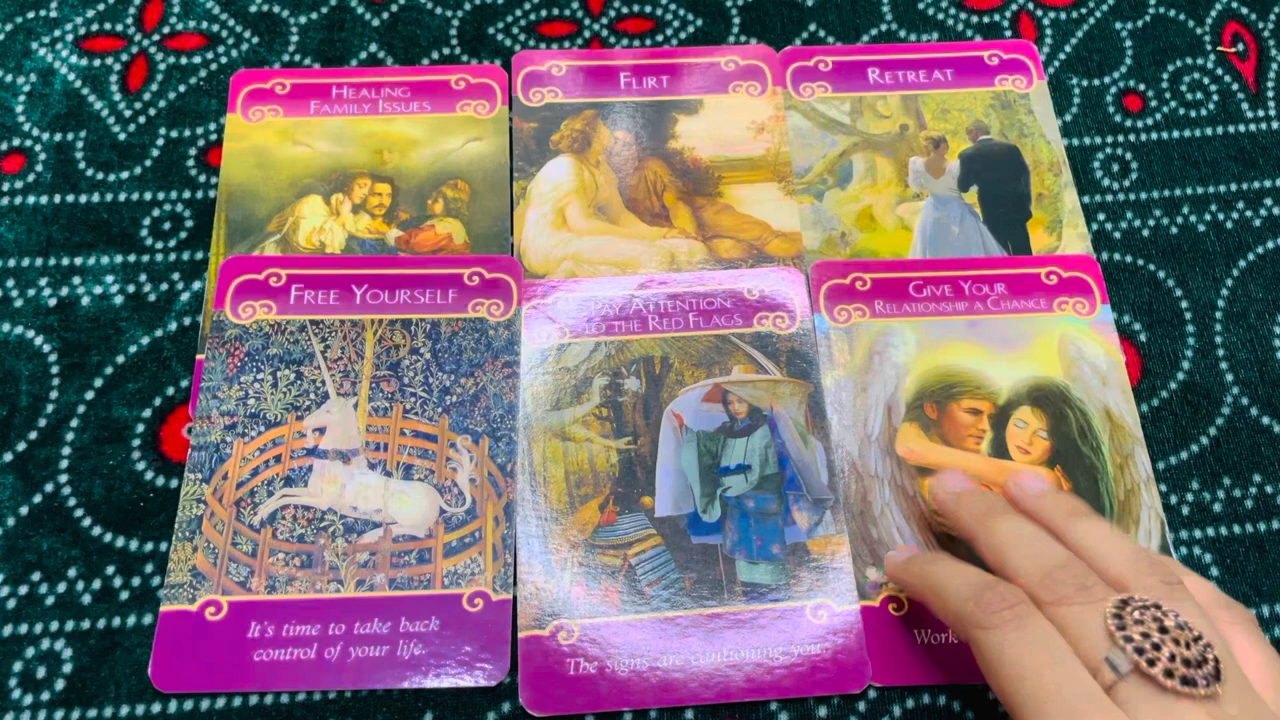 HEALING
FAMILY ISSUES
FLIRT
RETREAT
FREE YOURSELF
PAY ATTENTION
TO THE RED FLAGS
GIVE YOUR
RELATIONSHIP A CHANCE
It's time to take back
control of your life.
The signs are cautioning you.
Work